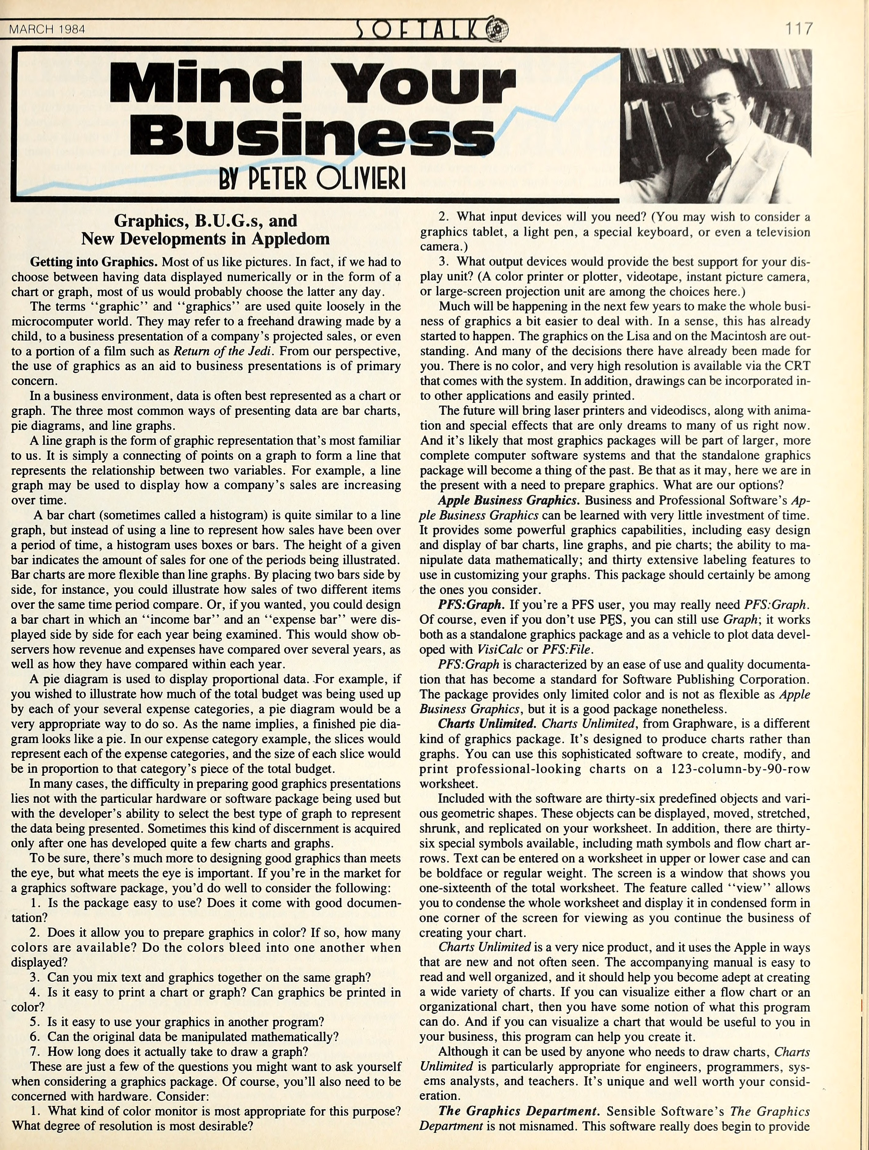 MARCH 1984
SOFTALK
117
Mind Your
Business
BY PETER OLIVIERI
Graphics, B.U.G.s, and
New Developments in Appledom
Getting into Graphics. Most of us like pictures. In fact, if we had to
choose between having data displayed numerically or in the form of a
chart or graph, most of us would probably choose the latter any day.
The terms "graphic" and "graphics" are used quite loosely in the
microcomputer world. They may refer to a freehand drawing made by a
child, to a business presentation of a company's projected sales, or even
to a portion of a film such as Return of the Jedi. From our perspective,
the use of graphics as an aid to business presentations is of primary
concern.
In a business environment, data is often best represented as a chart or
graph. The three most common ways of presenting data are bar charts,
pie diagrams, and line graphs.
A line graph is the form of graphic representation that's most familiar
to us. It is simply a connecting of points on a graph to form a line that
represents the relationship between two variables. For example, a line
graph may be used to display how a company's sales are increasing
over time.
A bar chart (sometimes called a histogram) is quite similar to a line
graph, but instead of using a line to represent how sales have been over
a period of time, a histogram uses boxes or bars. The height of a given
bar indicates the amount of sales for one of the periods being illustrated.
Bar charts are more flexible than line graphs. By placing two bars side by
side, for instance, you could illustrate how sales of two different items
over the same time period compare. Or, if you wanted, you could design
a bar chart in which an "income bar" and an "expense bar" were dis-
played side by side for each year being examined. This would show ob-
servers how revenue and expenses have compared over several years, as
well as how they have compared within each year.
A pie diagram is used to display proportional data. For example, if
you wished to illustrate how much of the total budget was being used up
by each of your several expense categories, a pie diagram would be a
very appropriate way to do so. As the name implies, a finished pie dia-
gram looks like a pie. In our expense category example, the slices would
represent each of the expense categories, and the size of each slice would
be in proportion to that category's piece of the total budget.
In many cases, the difficulty in preparing good graphics presentations
lies not with the particular hardware or software package being used but
with the developer's ability to select the best type of graph to represent
the data being presented. Sometimes this kind of discernment is acquired
only after one has developed quite a few charts and graphs.
To be sure, there's much more to designing good graphics than meets
the eye, but what meets the eye is important. If you're in the market for
a graphics software package, you'd do well to consider the following:
1. Is the package easy to use? Does it come with good documen-
tation?
2. Does it allow you to prepare graphics in color? If so, how many
colors are available? Do the colors bleed into one another when
displayed?
3. Can you mix text and graphics together on the same graph?
4. Is it easy to print a chart or graph? Can graphics be printed in
color?
5. Is it easy to use your graphics in another program?
6. Can the original data be manipulated mathematically?
7. How long does it actually take to draw a graph?
These are just a few of the questions you might want to ask yourself
when considering a graphics package. Of course, you'll also need to be
concerned with hardware. Consider:
1. What kind of color monitor is most appropriate for this purpose?
What degree of resolution is most desirable?
2. What input devices will you need? (You may wish to consider a
graphics tablet, a light pen, a special keyboard, or even a television
camera.)
3. What output devices would provide the best support for your dis-
play unit? (A color printer or plotter, videotape, instant picture camera,
or large-screen projection unit are among the choices here.)
Much will be happening in the next few years to make the whole busi-
ness of graphics a bit easier to deal with. In a sense, this has already
started to happen. The graphics on the Lisa and on the Macintosh are out-
standing. And many of the decisions there have already been made for
you. There is no color, and very high resolution is available via the CRT
that comes with the system. In addition, drawings can be incorporated in-
to other applications and easily printed.
The future will bring laser printers and videodiscs, along with anima-
tion and special effects that are only dreams to many of us right now.
And it's likely that most graphics packages will be part of larger, more
complete computer software systems and that the standalone graphics
package will become a thing of the past. Be that as it may, here we are in
the present with a need to prepare graphics. What are our options?
Apple Business Graphics. Business and Professional Software's Ap-
ple Business Graphics can be learned with very little investment of time.
It provides some powerful graphics capabilities, including easy design
and display of bar charts, line graphs, and pie charts; the ability to ma-
nipulate data mathematically; and thirty extensive labeling features to
use in customizing your graphs. This package should certainly be among
the ones you consider.
PFS:Graph. If you're a PFS user, you may really need PFS:Graph.
Of course, even if you don't use PFS, you can still use Graph; it works
both as a standalone graphics package and as a vehicle to plot data devel-
oped with VisiCalc or PFS:File.
PFS:Graph is characterized by an ease of use and quality documenta-
tion that has become a standard for Software Publishing Corporation.
The package provides only limited color and is not as flexible as Apple
Business Graphics, but it is a good package nonetheless.
Charts Unlimited. Charts Unlimited, from Graphware, is a different
kind of graphics package. It's designed to produce charts rather than
graphs. You can use this sophisticated software to create, modify, and
print professional-looking charts on a 123-column-by-90-row
worksheet.
Included with the software are thirty-six predefined objects and vari-
ous geometric shapes. These objects can be displayed, moved, stretched,
shrunk, and replicated on your worksheet. In addition, there are thirty-
six special symbols available, including math symbols and flow chart ar-
rows. Text can be entered on a worksheet in upper or lower case and can
be boldface or regular weight. The screen is a window that shows you
one-sixteenth of the total worksheet. The feature called "view" allows
you to condense the whole worksheet and display it in condensed form in
one corner of the screen for viewing as you continue the business of
creating your chart.
Charts Unlimited is a very nice product, and it uses the Apple in ways
that are new and not often seen. The accompanying manual is easy to
read and well organized, and it should help you become adept at creating
a wide variety of charts. If you can visualize either a flow chart or an
organizational chart, then you have some notion of what this program
can do. And if you can visualize a chart that would be useful to you in
your business, this program can help you create it.
Although it can be used by anyone who needs to draw charts, Charts
Unlimited is particularly appropriate for engineers, programmers, sys-
ems analysts, and teachers. It's unique and well worth your consid-
eration.
The Graphics Department. Sensible Software's The Graphics
Department is not misnamed. This software really does begin to provide